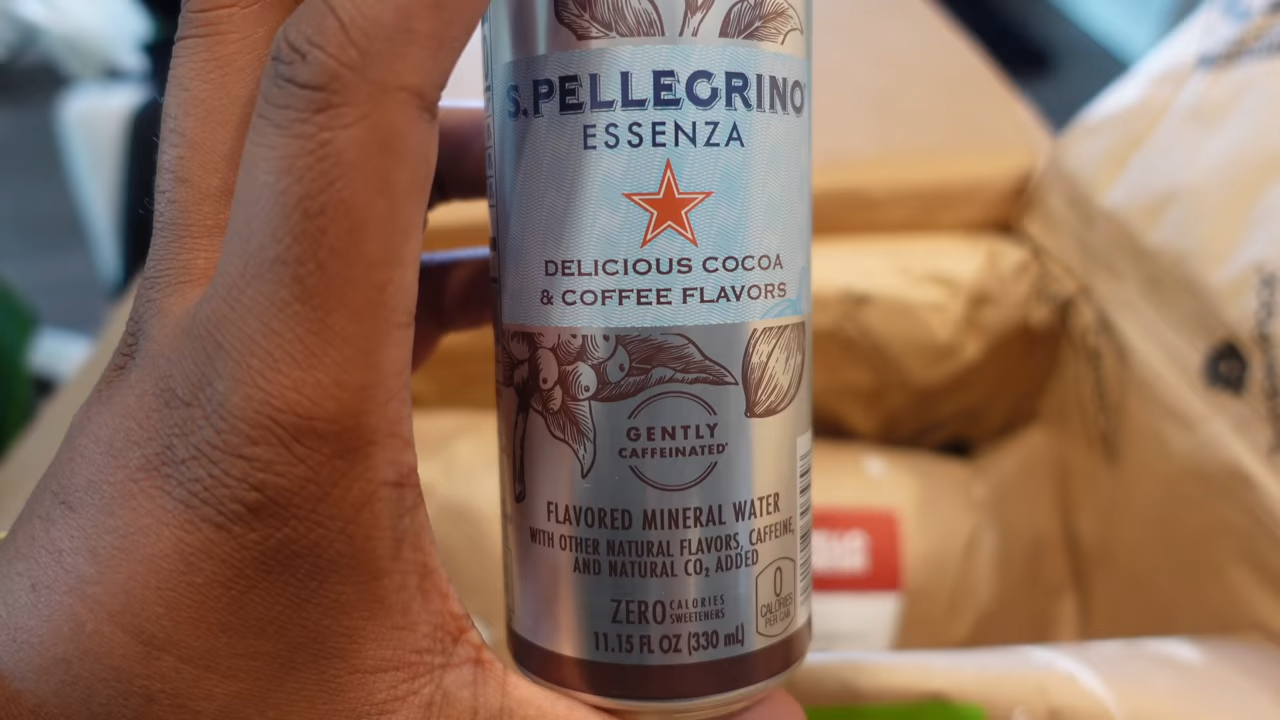 S.PELLEGRINO
ESSENZA
DELICIOUS COCOA
& COFFEE FLAVORS
GENTLY
CAFFEINATED*
FLAVORED MINERAL WATER
WITH OTHER NATURAL FLAVORS, CAFFEINE,
AND NATURAL CO₂ ADDED
ZERO CALORIES
SWEETENERS
0
CALORIES
PER CAN
11.15 FL OZ (330 mL)